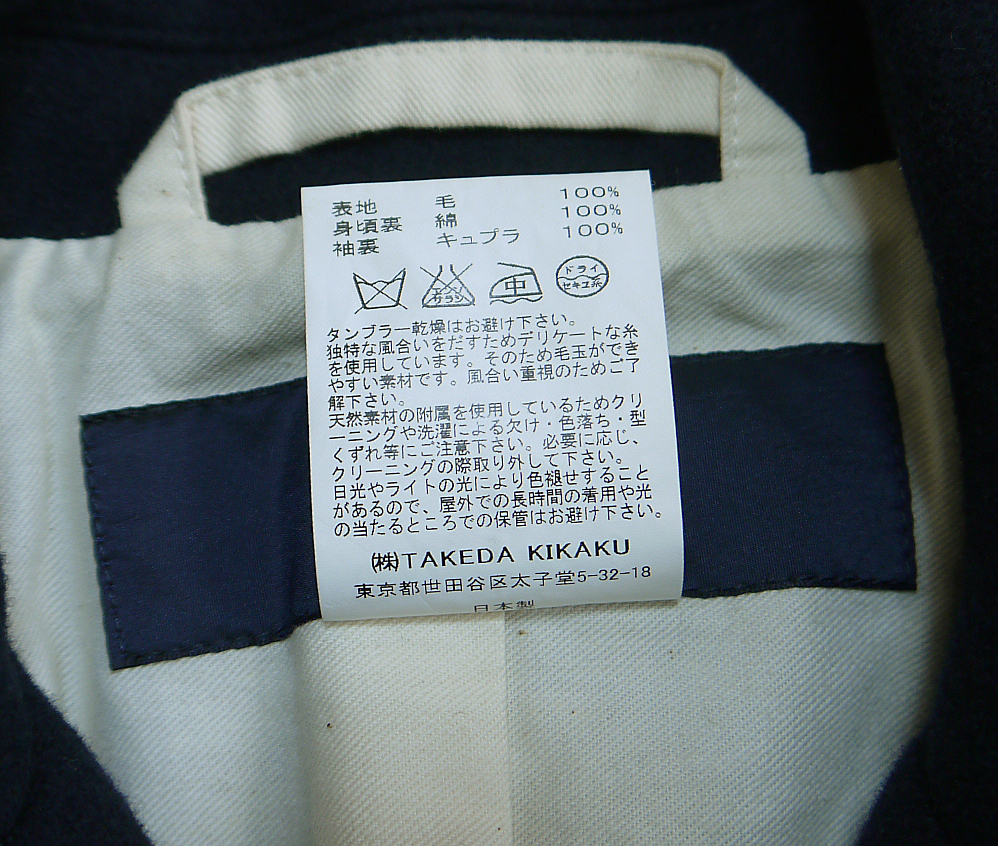 表地 毛 100%
身頃裏 綿 100%
袖裏 キュプラ 100%
エンソ サラシ 中 ドライ セキユ系
タンブラー乾燥はお避け下さい。
独特な風合いをだすためデリケートな糸
を使用しています。そのため毛玉ができ
やすい素材です。風合い重視のためご了
解下さい。
天然素材の附属を使用しているためクリ
ーニングや洗濯による欠け・色落ち・型
くずれ等にご注意下さい。必要に応じ、
クリーニングの際取り外して下さい。
日光やライトの光により色褪せすること
があるので、屋外での長時間の着用や光
の当たるところでの保管はお避け下さい。
㈱TAKEDA KIKAKU
東京都世田谷区太子堂5-32-18
日本製